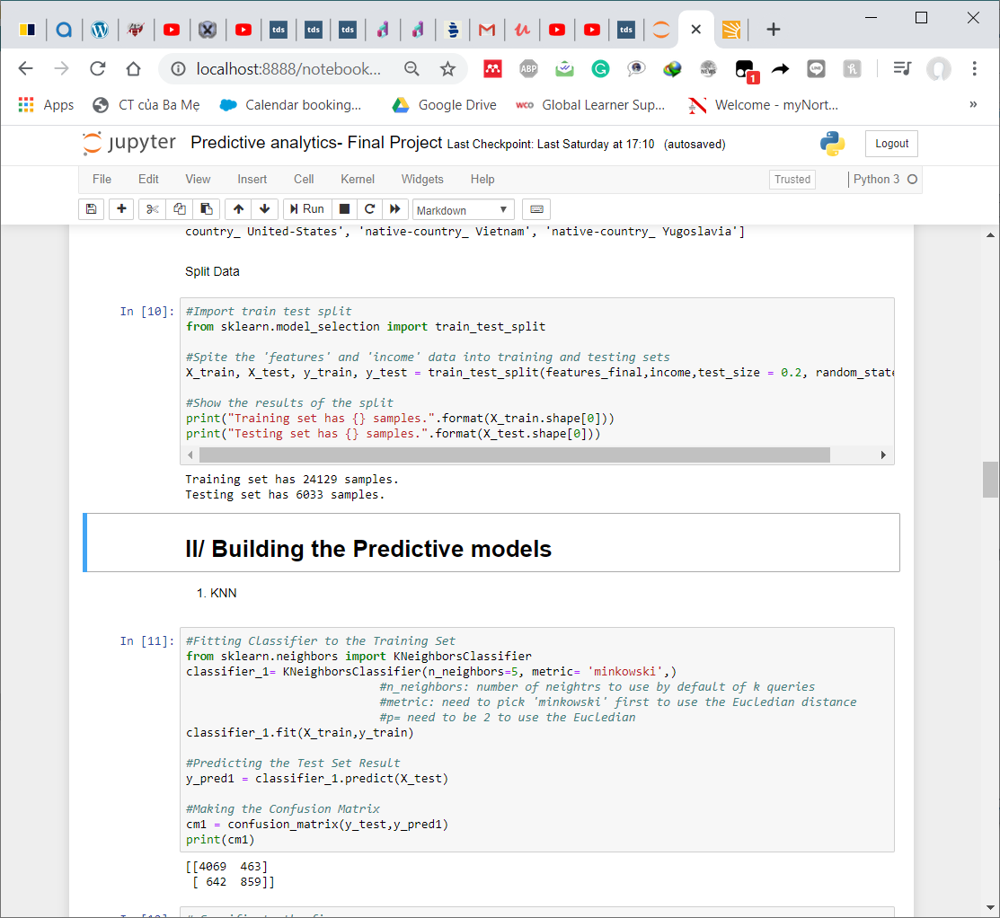 tds
tds
tds
tds
localhost:8888/notebook...
ABP
NEWS
1
LINE
Apps
CT của Ba Mẹ
Calendar booking...
Google Drive
wco
Global Learner Sup...
Welcome - myNort...
»
jupyter Predictive analytics- Final Project Last Checkpoint: Last Saturday at 17:10 (autosaved)
Logout
File Edit View Insert Cell Kernel Widgets Help
Trusted
Python 3
Run
Markdown
country_ United-States', 'native-country_ Vietnam', 'native-country_ Yugoslavia']
Split Data
In [10]:
#Import train test split
from sklearn.model_selection import train_test_split
#Spite the 'features' and 'income' data into training and testing sets
X_train, X_test, y_train, y_test = train_test_split(features_final,income,test_size = 0.2, random_state
#Show the results of the split
print("Training set has {} samples.".format(X_train.shape[0]))
print("Testing set has {} samples.".format(X_test.shape[0]))
Training set has 24129 samples.
Testing set has 6033 samples.
II/ Building the Predictive models
1. KNN
In [11]:
#Fitting Classifier to the Training Set
from sklearn.neighbors import KNeighborsClassifier
classifier_1= KNeighborsClassifier(n_neighbors=5, metric= 'minkowski',)
#n_neighbors: number of neightrs to use by default of k queries
#metric: need to pick 'minkowski' first to use the Eucledian distance
#p= need to be 2 to use the Eucledian
classifier_1.fit(X_train,y_train)
#Predicting the Test Set Result
y_pred1 = classifier_1.predict(X_test)
#Making the Confusion Matrix
cm1 = confusion_matrix(y_test,y_pred1)
print(cm1)
[[4069 463]
[ 642 859]]